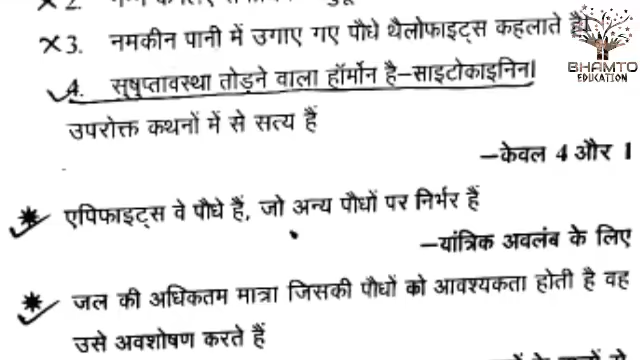 2.
×3. नमकीन पानी में उगाए गए पौधे थैलोफाइट्स कहलाते हैं।
4. सुषुप्तावस्था तोड़ने वाला हॉर्मोन है–साइटोकाइनिन।
उपरोक्त कथनों में से सत्य हैं
–केवल 4 और 1
* एपिफाइट्स वे पौधे हैं, जो अन्य पौधों पर निर्भर हैं
–यांत्रिक अवलंब के लिए
* जल की अधिकतम मात्रा जिसकी पौधों को आवश्यकता होती है वह
उसे अवशोषण करते हैं
BHAMTO
EDUCATION